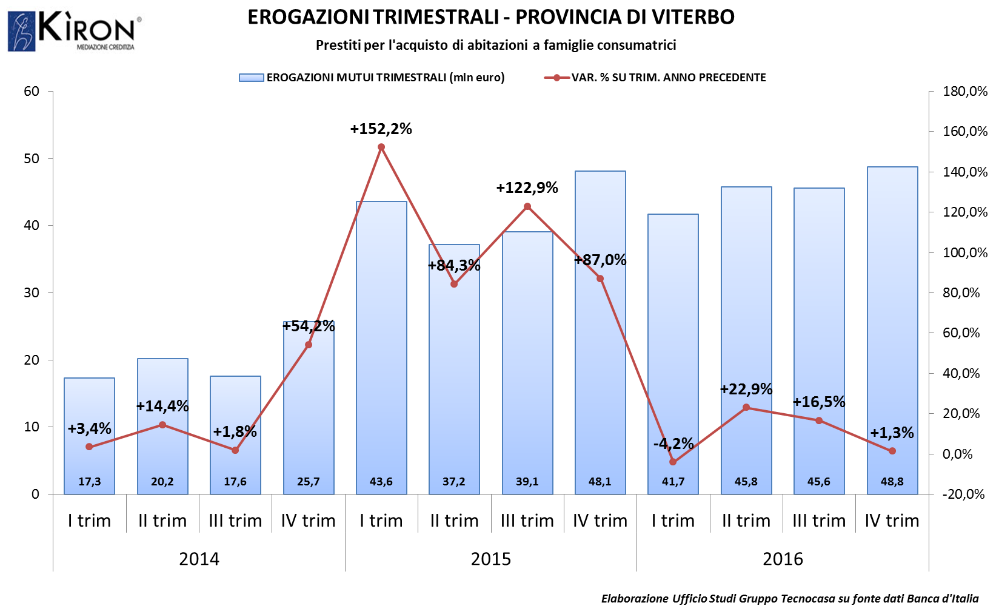 KÌRON®
MEDIAZIONE CREDITIZIA
EROGAZIONI TRIMESTRALI - PROVINCIA DI VITERBO
Prestiti per l'acquisto di abitazioni a famiglie consumatrici
EROGAZIONI MUTUI TRIMESTRALI (mln euro) VAR. % SU TRIM. ANNO PRECEDENTE
60 180,0%
160,0%
50
140,0%
120,0%
40
100,0%
30 80,0%
60,0%
20
40,0%
20,0%
10
0,0%
0 -20,0%
+3,4% +14,4% +1,8% +54,2% +152,2% +84,3% +122,9% +87,0% -4,2% +22,9% +16,5% +1,3%
17,3 20,2 17,6 25,7 43,6 37,2 39,1 48,1 41,7 45,8 45,6 48,8
I trim II trim III trim IV trim I trim II trim III trim IV trim I trim II trim III trim IV trim
2014 2015 2016
Elaborazione Ufficio Studi Gruppo Tecnocasa su fonte dati Banca d'Italia